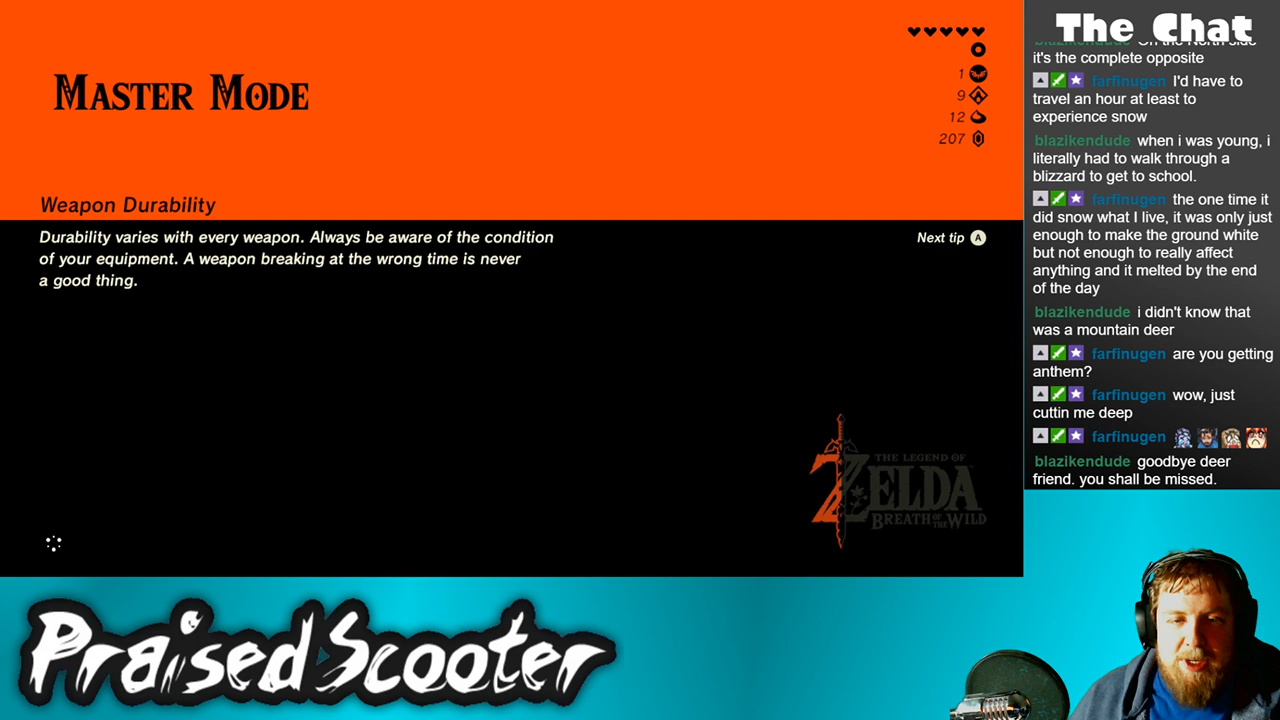 MASTER MODE
1
9
12
207
Weapon Durability
Durability varies with every weapon. Always be aware of the condition
of your equipment. A weapon breaking at the wrong time is never
a good thing.
Next tip A
THE LEGEND OF
ZELDA
BREATH OF THE WILD
The Chat
blazikendude On the North side
it's the complete opposite
farfinugen I'd have to
travel an hour at least to
experience snow
blazikendude when i was young, i
literally had to walk through a
blizzard to get to school.
farfinugen the one time it
did snow what I live, it was only just
enough to make the ground white
but not enough to really affect
anything and it melted by the end
of the day
blazikendude i didn't know that
was a mountain deer
farfinugen are you getting
anthem?
farfinugen wow, just
cuttin me deep
farfinugen
blazikendude goodbye deer
friend. you shall be missed.
PraisedScooter